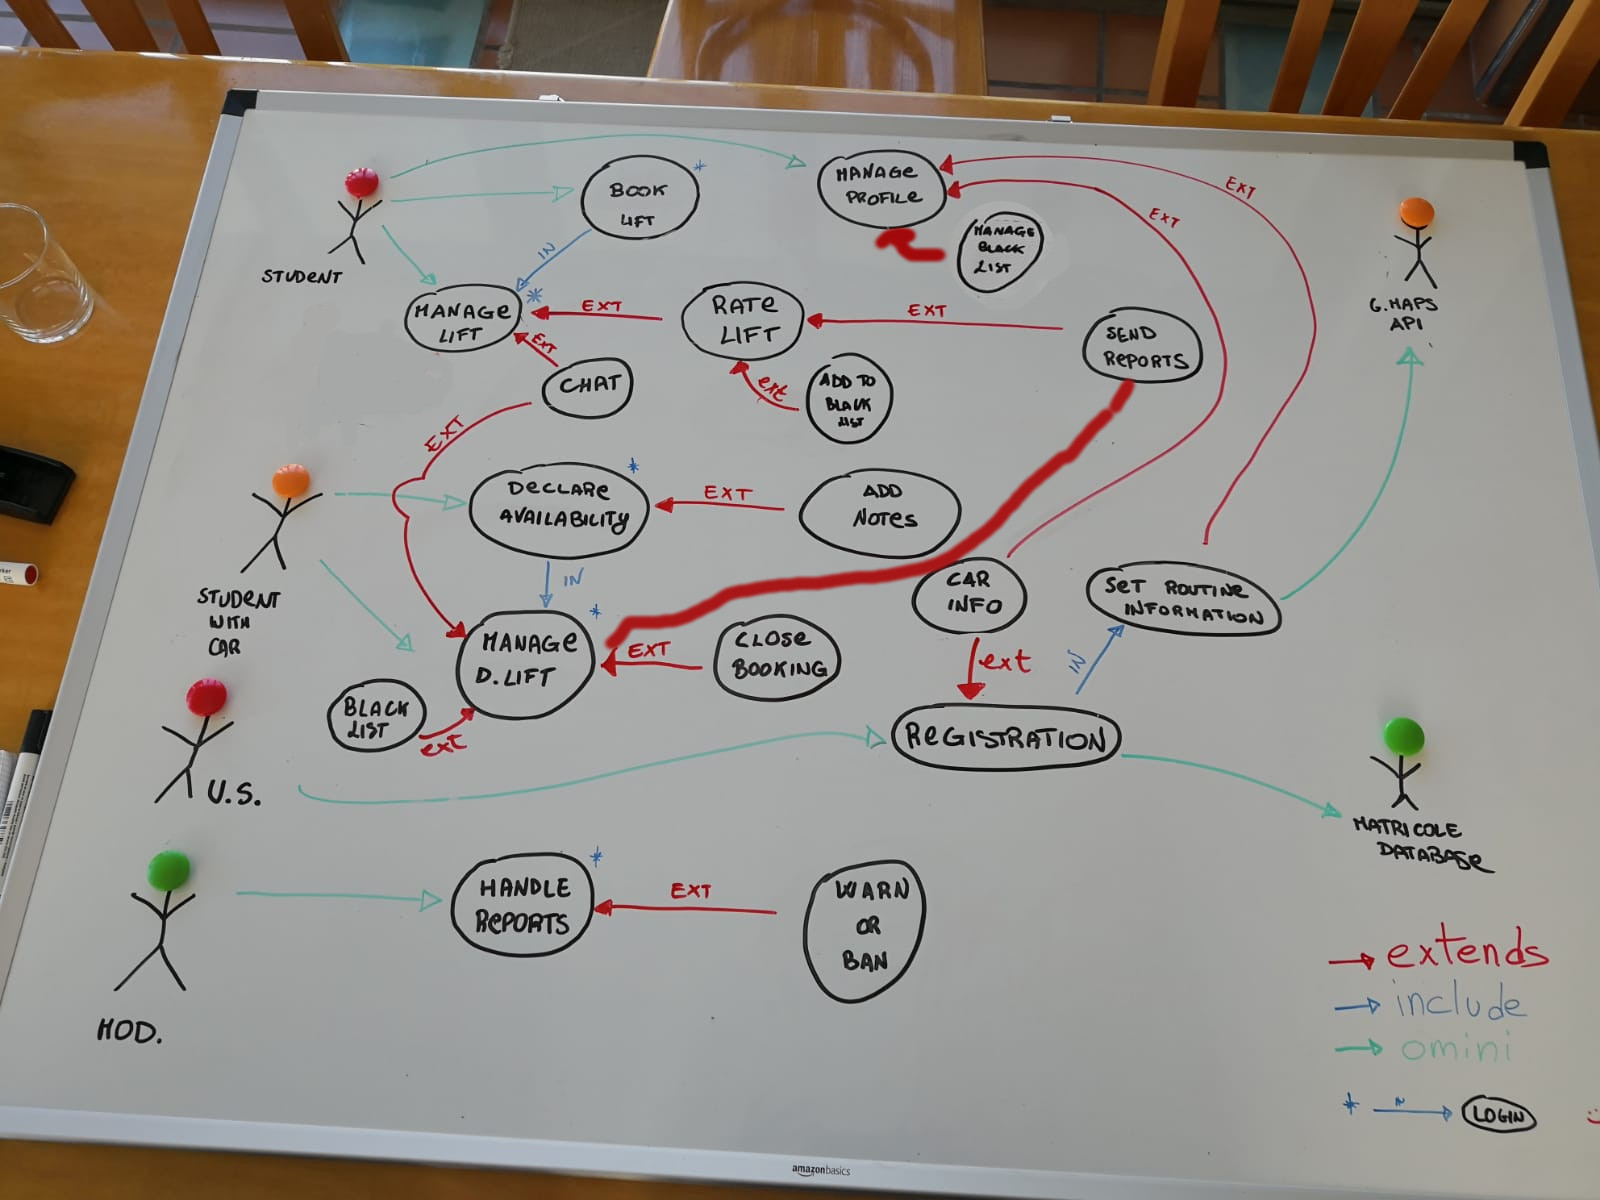 STUDENT
BOOK
LIFT
*
MANAGE
PROFILE
EXT
EXT
MANAGE
BLACK
LIST
G.MAPS
API
IN
MANAGE
LIFT
*
EXT
RATE
LIFT
EXT
SEND
REPORTS
EXT
CHAT
ext
ADD TO
BLACK
LIST
EXT
STUDENT
WITH
CAR
DECLARE
AVAILABILITY
*
EXT
ADD
NOTES
IN
MANAGE
D.LIFT
*
EXT
CLOSE
BOOKING
CAR
INFO
SET ROUTINE
INFORMATION
ext
IN
BLACK
LIST
ext
U.S.
REGISTRATION
MATRICOLE
DATABASE
MOD.
HANDLE
REPORTS
*
EXT
WARN
OR
BAN
extends
include
omini
* IN LOGIN
amazonbasics